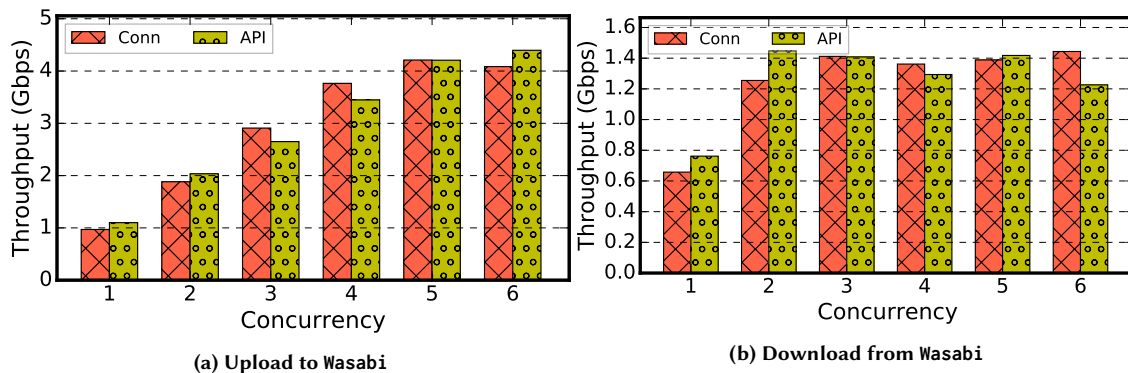 Throughput (Gbps)
5
4
3
2
1
0
Conn
API
1 2 3 4 5 6
Concurrency
(a) Upload to Wasabi
Throughput (Gbps)
1.6
1.4
1.2
1.0
0.8
0.6
0.4
0.2
0.0
Conn
API
1 2 3 4 5 6
Concurrency
(b) Download from Wasabi